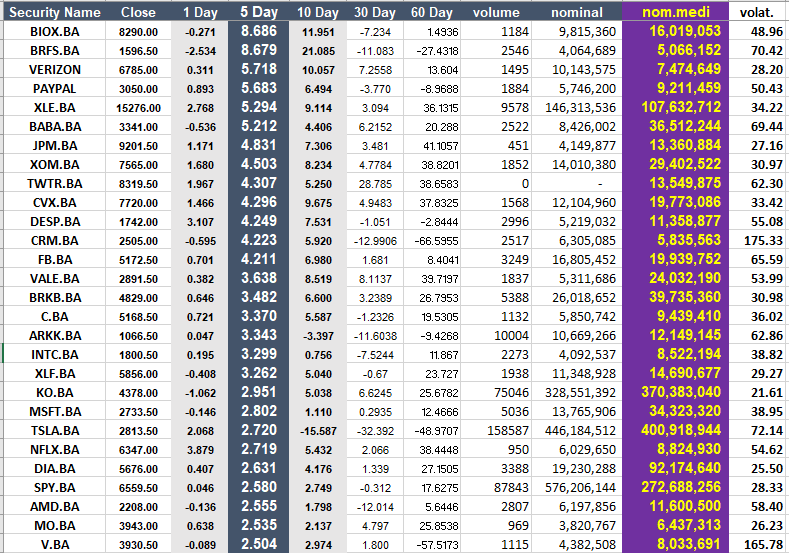 Security Name Close 1 Day 5 Day 10 Day 30 Day 60 Day volume nominal nom.medi volat.
BIOX.BA 8290.00 -0.271 8.686 11.951 -7.234 1.4936 1184 9,815,360 16,019,053 48.96
BRFS.BA 1596.50 -2.534 8.679 21.085 -11.083 -27.4318 2546 4,064,689 5,066,152 70.42
VERIZON 6785.00 0.311 5.718 10.057 7.2558 13.604 1495 10,143,575 7,474,649 28.20
PAYPAL 3050.00 0.893 5.683 6.494 -3.770 -8.9688 1884 5,746,200 9,211,459 50.43
XLE.BA 15276.00 2.768 5.294 9.114 3.094 36.1315 9578 146,313,536 107,632,712 34.22
BABA.BA 3341.00 -0.536 5.212 4.406 6.2152 20.288 2522 8,426,002 36,512,244 69.44
JPM.BA 9201.50 1.171 4.831 7.306 3.481 41.1057 451 4,149,877 13,360,884 27.16
XOM.BA 7565.00 1.680 4.503 8.234 4.7784 38.8201 1852 14,010,380 29,402,522 30.97
TWTR.BA 8319.50 1.967 4.307 5.250 28.785 38.6583 0 - 13,549,875 62.30
CVX.BA 7720.00 1.466 4.296 9.675 4.9483 37.8325 1568 12,104,960 19,773,086 33.42
DESP.BA 1742.00 3.107 4.249 7.531 -1.051 -2.8444 2996 5,219,032 11,358,877 55.08
CRM.BA 2505.00 -0.595 4.223 5.920 -12.9906 -66.5955 2517 6,305,085 5,835,563 175.33
FB.BA 5172.50 0.701 4.211 6.980 1.681 8.4041 3249 16,805,452 19,939,752 65.59
VALE.BA 2891.50 0.382 3.638 8.519 8.1137 39.7197 1837 5,311,686 24,032,190 53.99
BRKB.BA 4829.00 0.646 3.482 6.600 3.2389 26.7953 5388 26,018,652 39,735,360 30.98
C.BA 5168.50 0.721 3.370 5.587 -1.2326 19.5305 1132 5,850,742 9,439,410 36.02
ARKK.BA 1066.50 0.047 3.343 -3.397 -11.6038 -9.4268 10004 10,669,266 12,149,145 62.86
INTC.BA 1800.50 0.195 3.299 0.756 -7.5244 11.867 2273 4,092,537 8,522,194 38.82
XLF.BA 5856.00 -0.408 3.262 5.040 -0.67 23.727 1938 11,348,928 14,690,677 29.27
KO.BA 4378.00 -1.062 2.951 5.038 6.6245 25.6782 75046 328,551,392 370,383,040 21.61
MSFT.BA 2733.50 -0.146 2.802 1.110 0.2935 12.4666 5036 13,765,906 34,323,320 38.95
TSLA.BA 2813.50 2.068 2.720 -15.587 -32.392 -48.9707 158587 446,184,512 400,918,944 72.14
NFLX.BA 6347.00 3.879 2.719 5.432 2.066 38.4448 950 6,029,650 8,824,930 54.62
DIA.BA 5676.00 0.407 2.631 4.176 1.339 27.1505 3388 19,230,288 92,174,640 25.50
SPY.BA 6559.50 0.046 2.580 2.749 -0.312 17.6275 87843 576,206,144 272,688,256 28.33
AMD.BA 2208.00 -0.136 2.555 1.798 -12.014 5.6446 2807 6,197,856 11,600,500 58.40
MO.BA 3943.00 0.638 2.535 2.137 4.797 25.8538 969 3,820,767 6,437,313 26.23
V.BA 3930.50 -0.089 2.504 2.974 1.800 -57.5173 1115 4,382,508 8,033,691 165.78